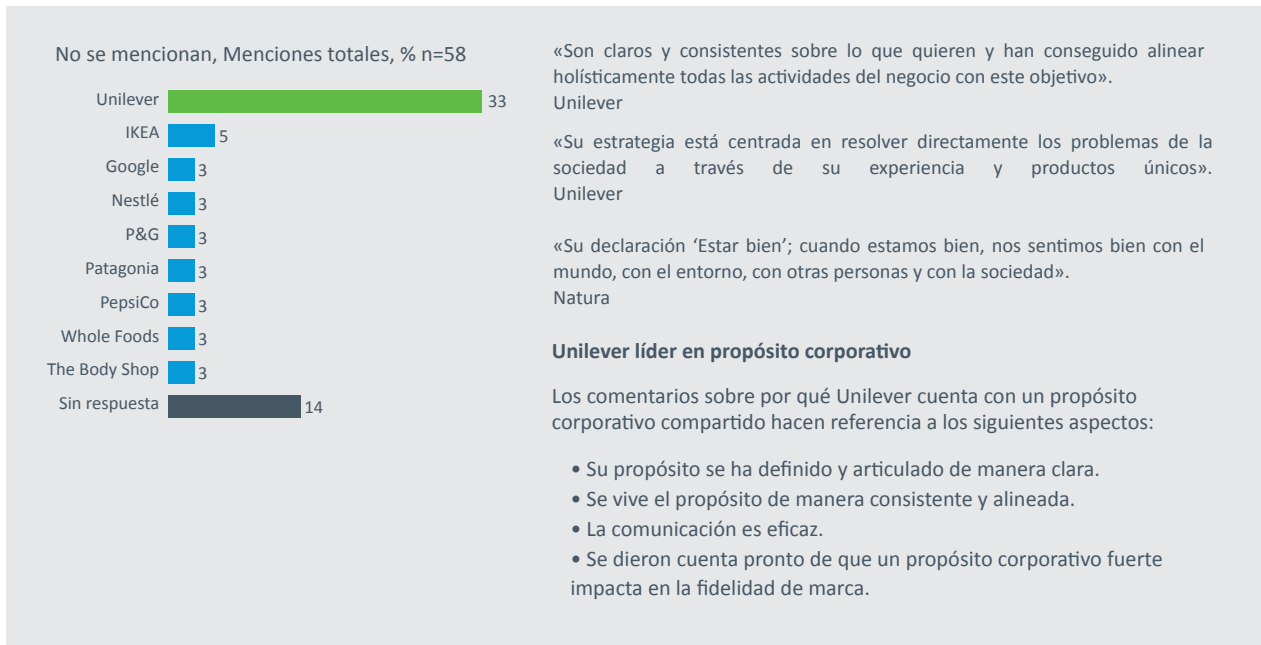 No se mencionan, Menciones totales, % n=58
Unilever 33
IKEA 5
Google 3
Nestlé 3
P&G 3
Patagonia 3
PepsiCo 3
Whole Foods 3
The Body Shop 3
Sin respuesta 14
«Son claros y consistentes sobre lo que quieren y han conseguido alinear
holísticamente todas las actividades del negocio con este objetivo».
Unilever
«Su estrategia está centrada en resolver directamente los problemas de la
sociedad a través de su experiencia y productos únicos».
Unilever
«Su declaración ‘Estar bien’; cuando estamos bien, nos sentimos bien con el
mundo, con el entorno, con otras personas y con la sociedad».
Natura
Unilever líder en propósito corporativo
Los comentarios sobre por qué Unilever cuenta con un propósito
corporativo compartido hacen referencia a los siguientes aspectos:
• Su propósito se ha definido y articulado de manera clara.
• Se vive el propósito de manera consistente y alineada.
• La comunicación es eficaz.
• Se dieron cuenta pronto de que un propósito corporativo fuerte
impacta en la fidelidad de marca.